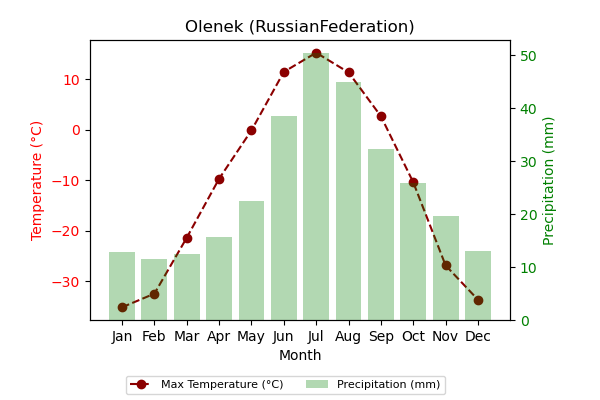 Olenek (RussianFederation)
Temperature (°C)
10
0
−10
−20
−30
50
40
30
20
10
0
Precipitation (mm)
Jan Feb Mar Apr May Jun Jul Aug Sep Oct Nov Dec
Month
Max Temperature (°C) Precipitation (mm)